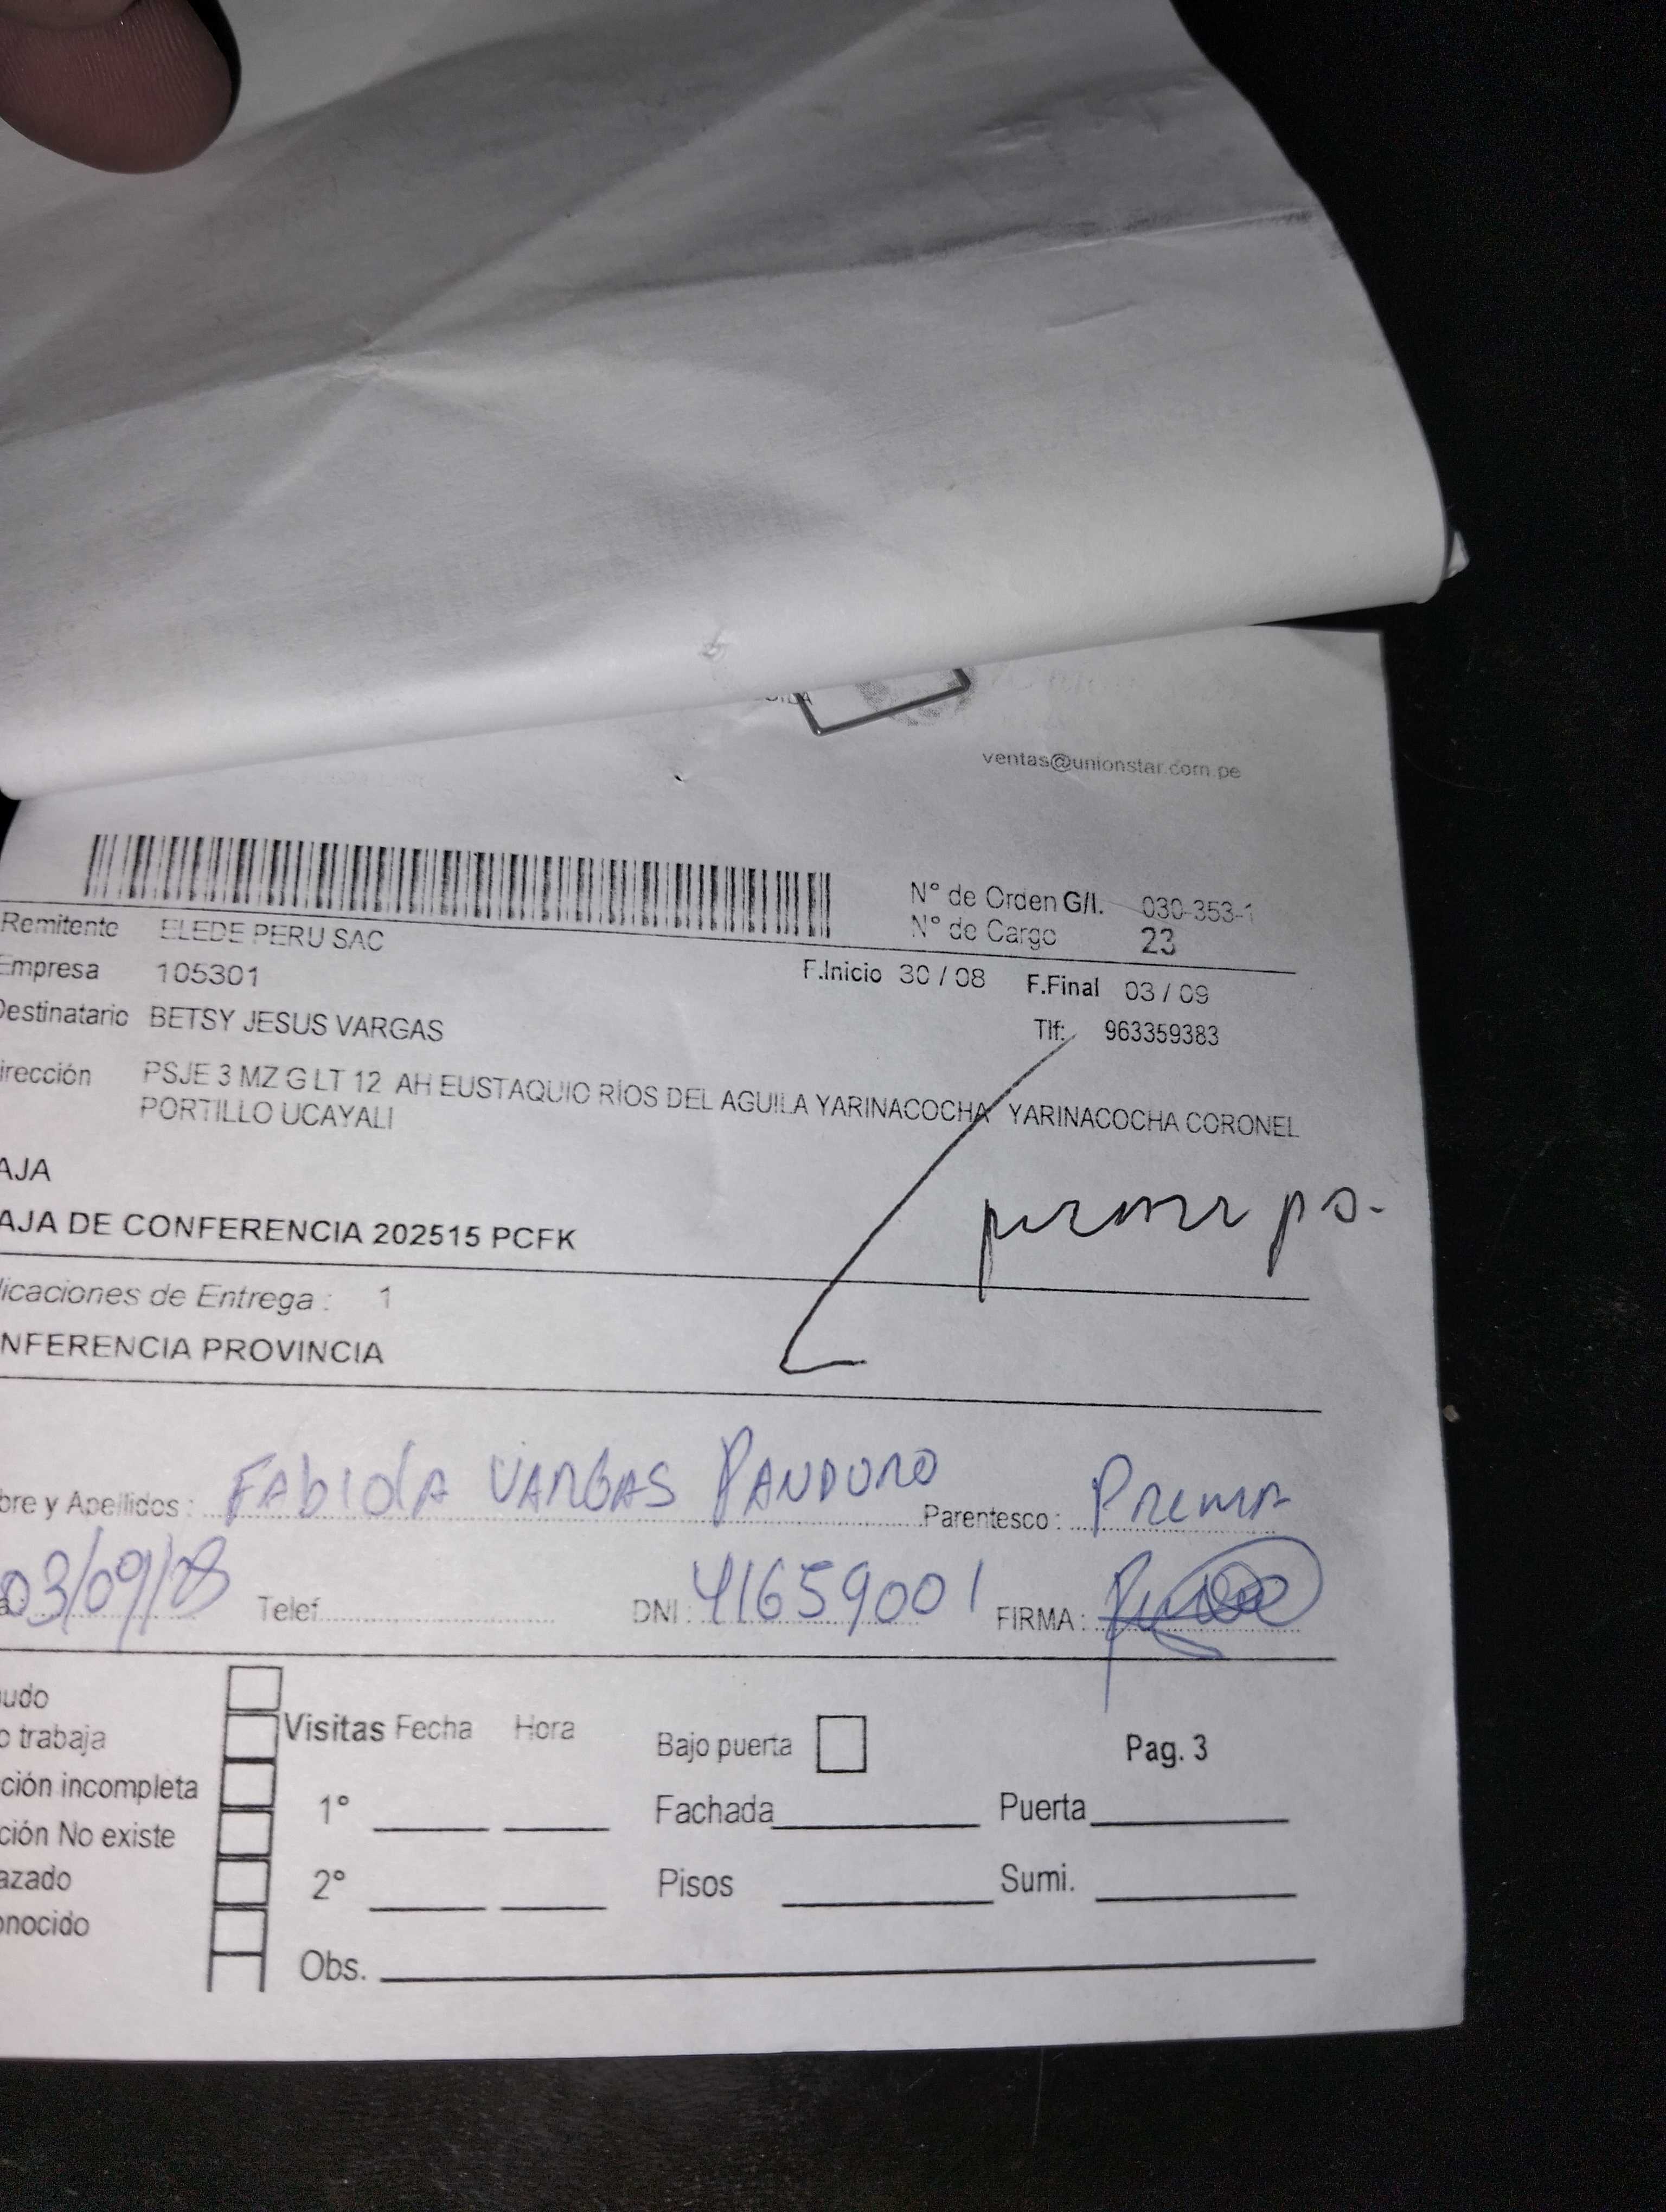 ventas@unionstar.com.pe
N° de Orden G/I. 030-353-1
N° de Cargo 23
Remitente ELEDE PERU SAC
Empresa 105301
F.Inicio 30 / 08 F.Final 03 / 09
Destinatario BETSY JESUS VARGAS
Tlf: 963359383
irección PSJE 3 MZ G LT 12 AH EUSTAQUIO RÍOS DEL AGUILA YARINACOCHA YARINACOCHA CORONEL
PORTILLO UCAYALI
AJA
AJA DE CONFERENCIA 202515 PCFK
licaciones de Entrega : 1
NFERENCIA PROVINCIA
bre y Apellidos : FAbiolA VARGAS PANDURO Parentesco : PRIMA
03/09/ Telef. DNI : 41659001 FIRMA :
udo
o trabaja
ción incompleta
ción No existe
azado
onocido
Visitas Fecha Hora
Bajo puerta
Pag. 3
1°
Fachada Puerta
2°
Pisos Sumi.
Obs.